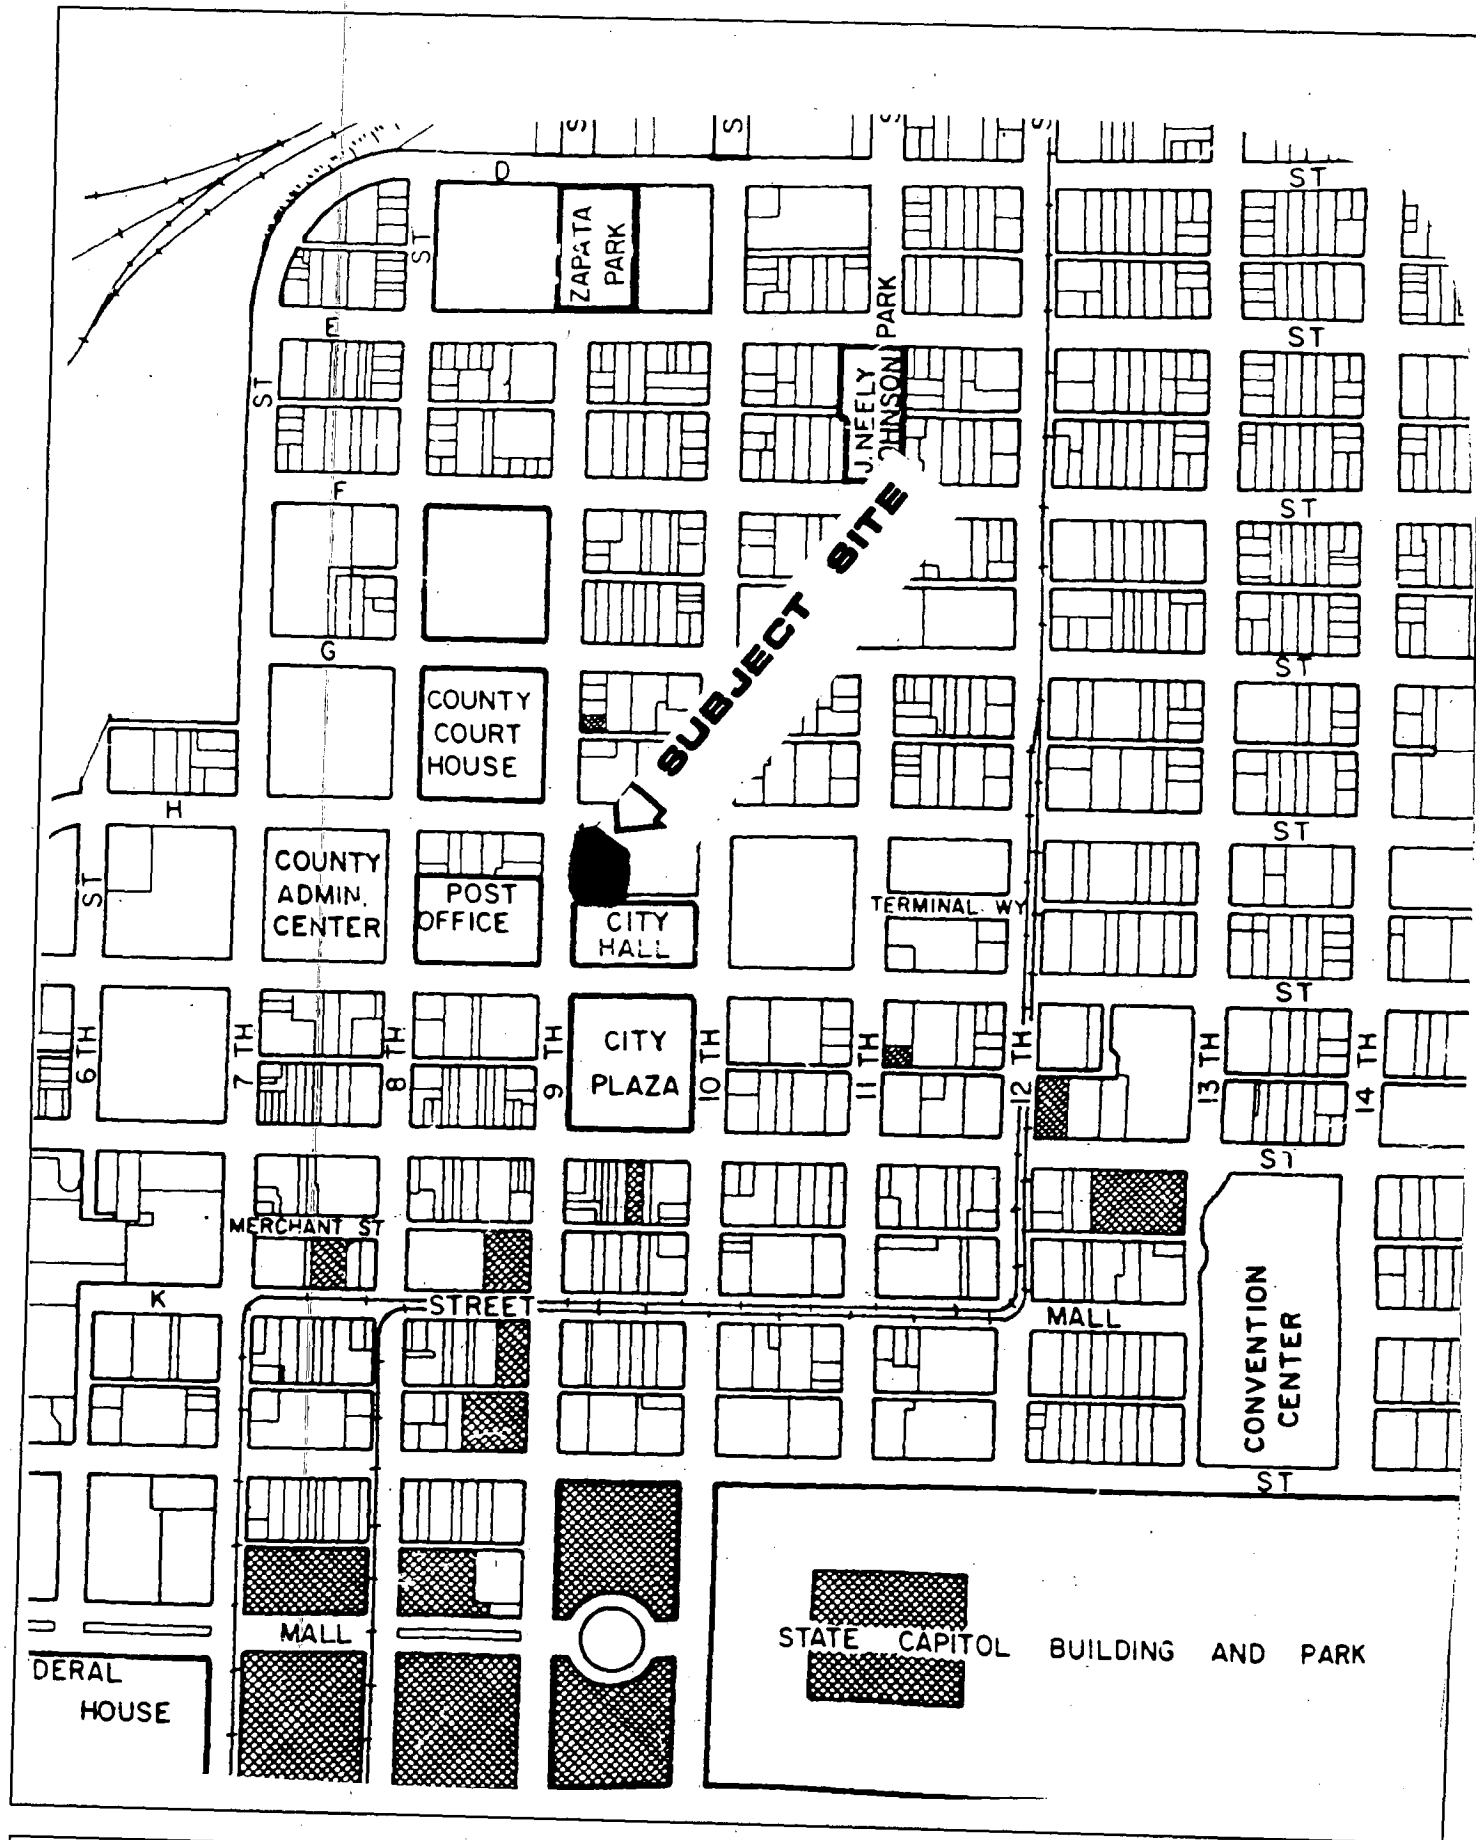 S
S
S
S
D
ST
ZAPATA
PARK
ST
E
ST
ST
J. NEELY
OHNSON PARK
F
ST
SUBJECT SITE
G
ST
COUNTY
COURT
HOUSE
H
ST
ST
COUNTY
ADMIN.
CENTER
POST
OFFICE
CITY
HALL
TERMINAL WY
ST
6 TH
7 TH
8 TH
9 TH
CITY
PLAZA
10 TH
11 TH
12 TH
13 TH
14 TH
ST
MERCHANT ST
K
STREET
MALL
CONVENTION
CENTER
ST
MALL
STATE CAPITOL BUILDING AND PARK
DERAL
HOUSE